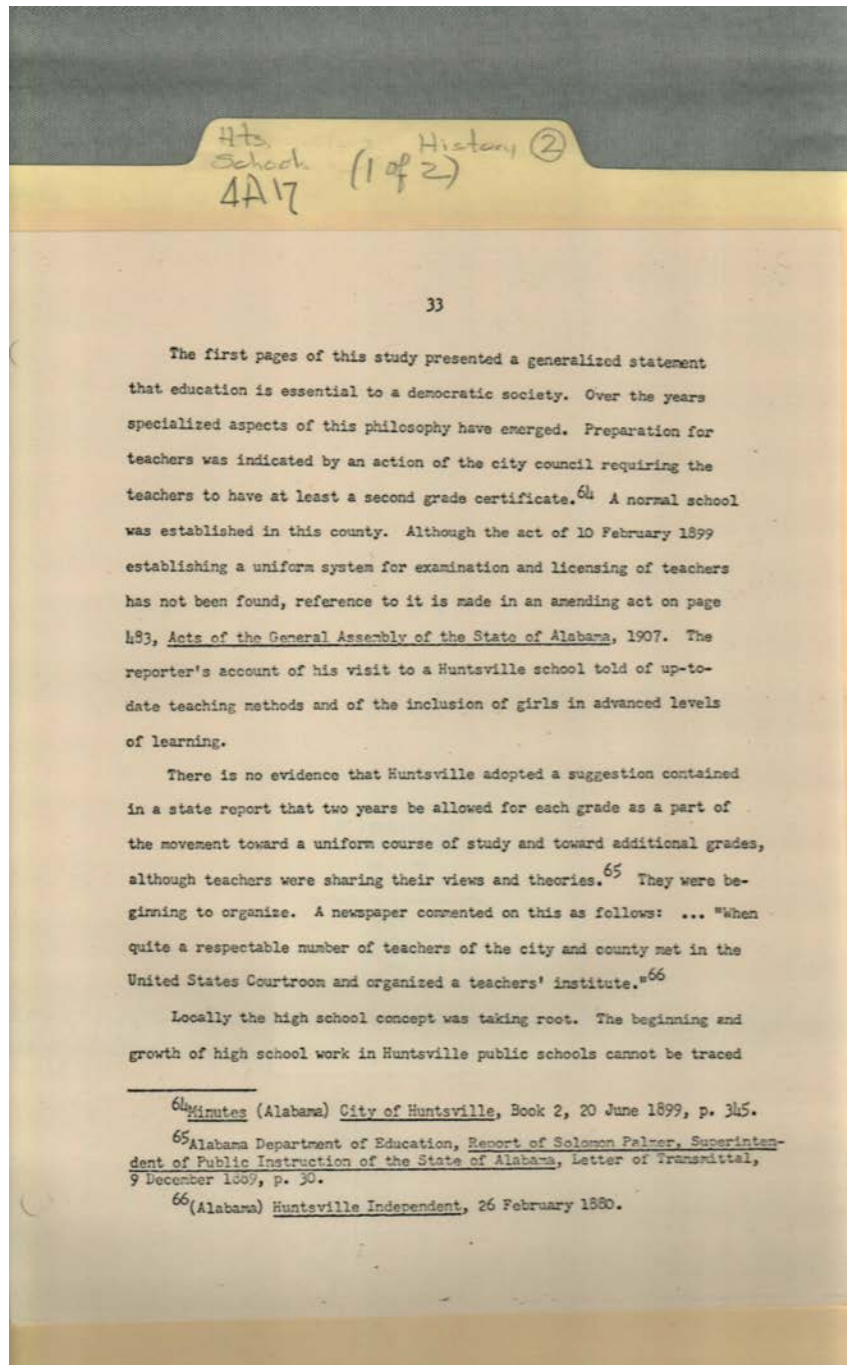 Hts. History ②
School (1 of 2)
4A17
33
The first pages of this study presented a generalized statement
that education is essential to a democratic society. Over the years
specialized aspects of this philosophy have emerged. Preparation for
teachers was indicated by an action of the city council requiring the
teachers to have at least a second grade certificate.64 A normal school
was established in this county. Although the act of 10 February 1899
establishing a uniform system for examination and licensing of teachers
has not been found, reference to it is made in an amending act on page
483, Acts of the General Assembly of the State of Alabama, 1907. The
reporter's account of his visit to a Huntsville school told of up-to-
date teaching methods and of the inclusion of girls in advanced levels
of learning.
There is no evidence that Huntsville adopted a suggestion contained
in a state report that two years be allowed for each grade as a part of
the movement toward a uniform course of study and toward additional grades,
although teachers were sharing their views and theories.65 They were be-
ginning to organize. A newspaper commented on this as follows: ... "When
quite a respectable number of teachers of the city and county met in the
United States Courtroom and organized a teachers' institute."66
Locally the high school concept was taking root. The beginning and
growth of high school work in Huntsville public schools cannot be traced
64Minutes (Alabama) City of Huntsville, Book 2, 20 June 1899, p. 345.
65Alabama Department of Education, Report of Solomon Palmer, Superinten-
dent of Public Instruction of the State of Alabama, Letter of Transmittal,
9 December 1889, p. 30.
66(Alabama) Huntsville Independent, 26 February 1880.